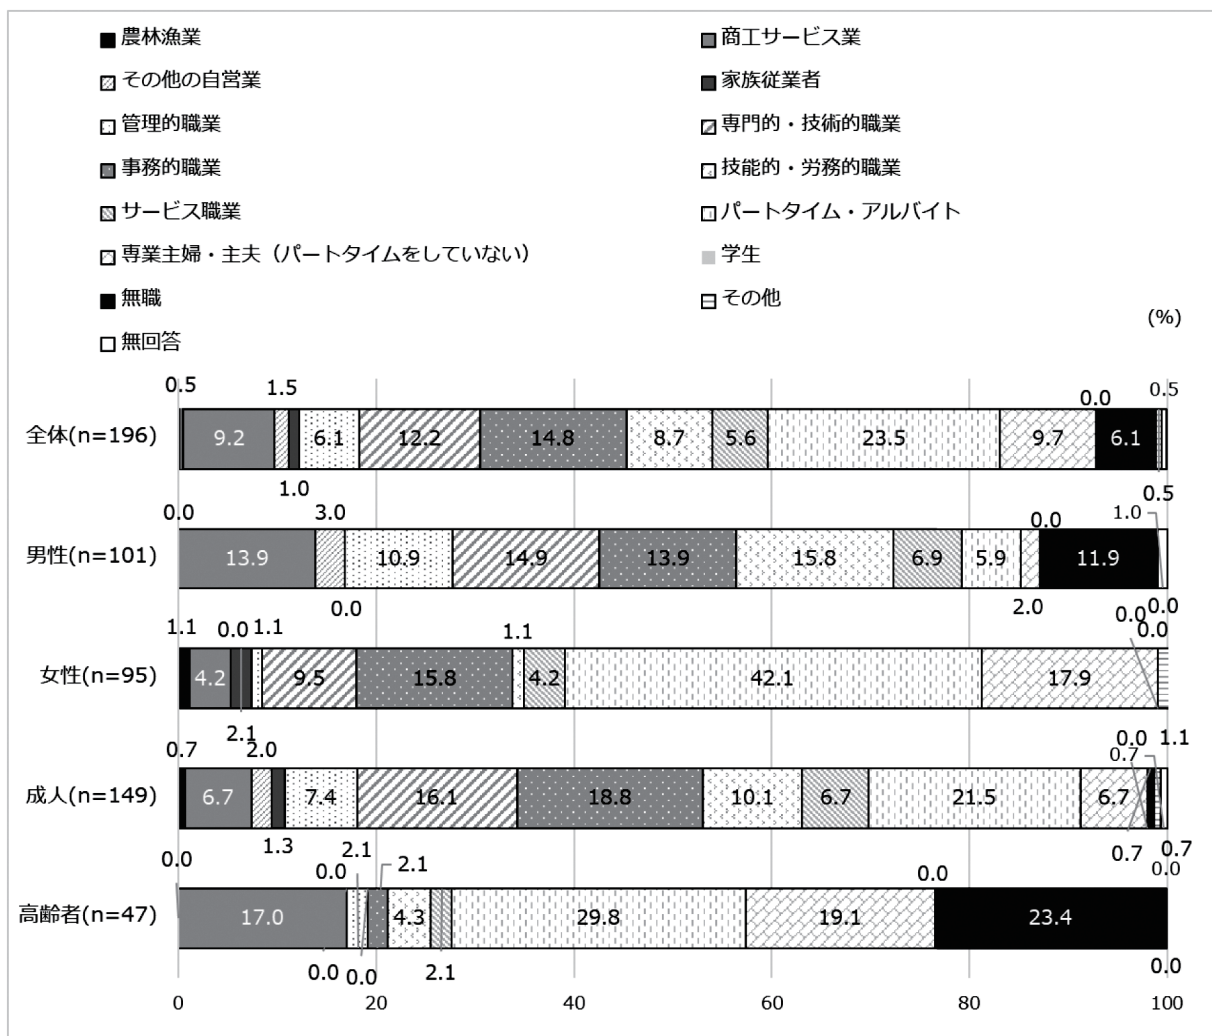 農林漁業 商工サービス業
その他の自営業 家族従業者
管理的職業 専門的・技術的職業
事務的職業 技能的・労務的職業
サービス職業 パートタイム・アルバイト
専業主婦・主夫（パートタイムをしていない） 学生
無職 その他
(%)
無回答
0.5 1.5 0.0 0.5
全体(n=196) 9.2 6.1 12.2 14.8 8.7 5.6 23.5 9.7 6.1
1.0 0.5
0.0 3.0 0.0 1.0
男性(n=101) 13.9 10.9 14.9 13.9 15.8 6.9 5.9 11.9
0.0 2.0 0.0 0.0
1.1 0.0 1.1 1.1 0.0
女性(n=95) 4.2 9.5 15.8 4.2 42.1 17.9
2.1
0.7 2.0 0.0 0.7 1.1
成人(n=149) 6.7 7.4 16.1 18.8 10.1 6.7 21.5 6.7
1.3 2.1 0.7 0.7
0.0 0.0 2.1 0.0 0.0
高齢者(n=47) 17.0 4.3 29.8 19.1 23.4
0.0 0.0 2.1 0.0
0 20 40 60 80 100